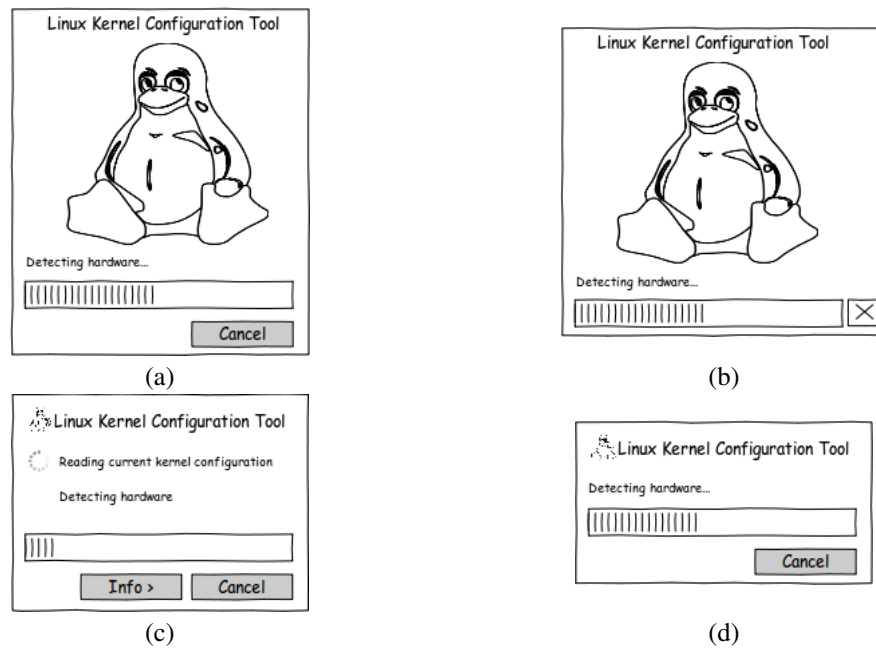 Linux Kernel Configuration Tool
Detecting hardware...
Cancel
(a)
Linux Kernel Configuration Tool
Detecting hardware...
(b)
Linux Kernel Configuration Tool
Reading current kernel configuration
Detecting hardware
Info >
Cancel
(c)
Linux Kernel Configuration Tool
Detecting hardware...
Cancel
(d)